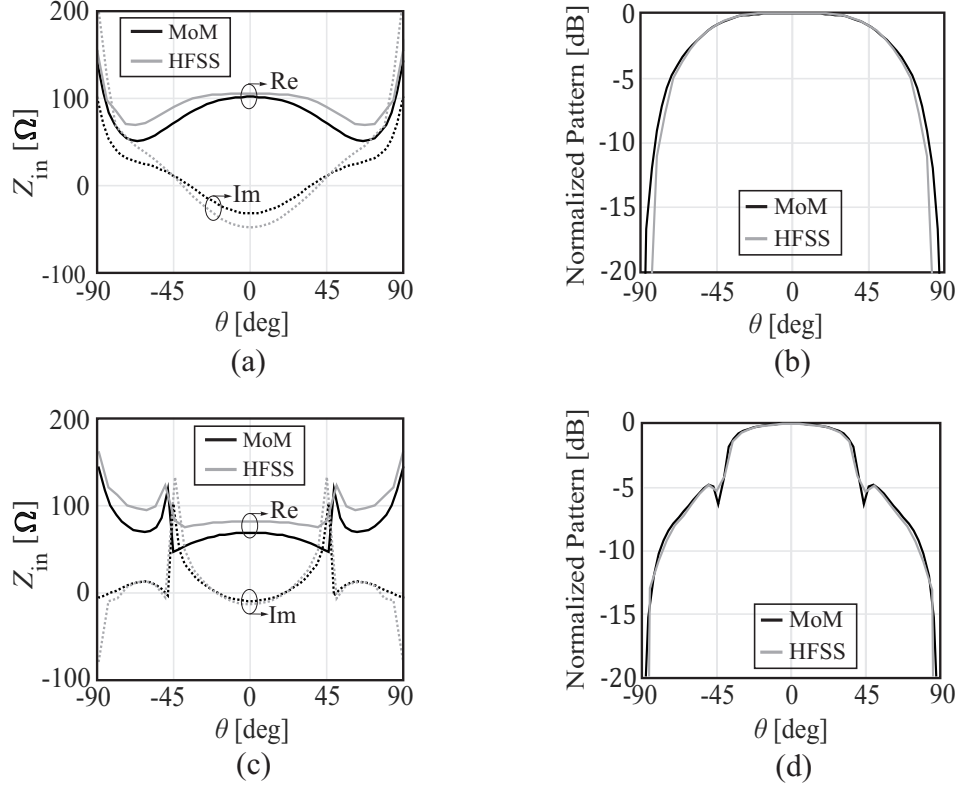 200
100
0
-100
Z_in [Ω]
MoM
HFSS
Re
Im
-90
-45
0
45
90
θ [deg]
(a)
0
-5
-10
-15
-20
Normalized Pattern [dB]
MoM
HFSS
-90
-45
0
45
90
θ [deg]
(b)
200
100
0
-100
Z_in [Ω]
MoM
HFSS
Re
Im
-90
-45
0
45
90
θ [deg]
(c)
0
-5
-10
-15
-20
Normalized Pattern [dB]
MoM
HFSS
-90
-45
0
45
90
θ [deg]
(d)